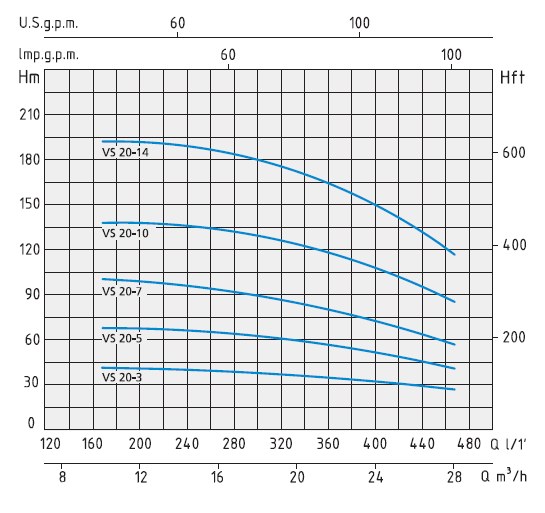 U.S.g.p.m. 60 100
Imp.g.p.m. 60 100
Hm Hft
210
180 600
150
120 400
90
60 200
30
0
VS 20-14
VS 20-10
VS 20-7
VS 20-5
VS 20-3
120 160 200 240 280 320 360 400 440 480 Q l/1'
8 12 16 20 24 28 Q m³/h